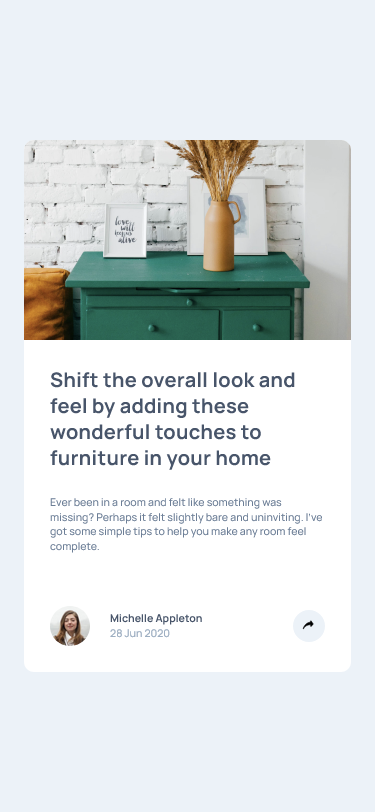 love
will
begin
alive
Shift the overall look and
feel by adding these
wonderful touches to
furniture in your home
Ever been in a room and felt like something was
missing? Perhaps it felt slightly bare and uninviting. I’ve
got some simple tips to help you make any room feel
complete.
Michelle Appleton
28 Jun 2020